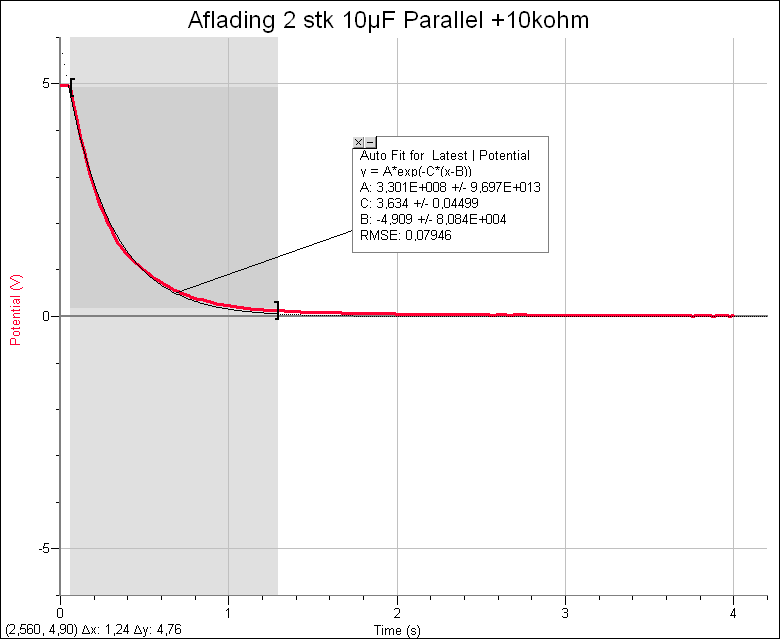 Aflading 2 stk 10µF Parallel +10kohm
5
Auto Fit for Latest | Potential
y = A*exp(-C*(x-B))
A: 3,301E+008 +/- 9,697E+013
C: 3,634 +/- 0,04499
B: -4,909 +/- 8,084E+004
RMSE: 0,07946
Potential (V)
0
-5
0 1 2 3 4
(2,560, 4,90) Δx: 1,24 Δy: 4,76
Time (s)